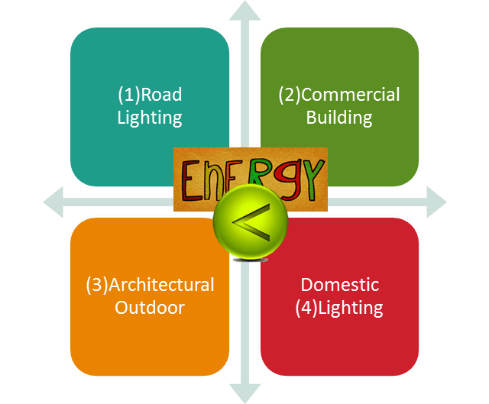 (1)Road
Lighting
(2)Commercial
Building
EnERgY
<
(3)Architectural
Outdoor
Domestic
(4)Lighting